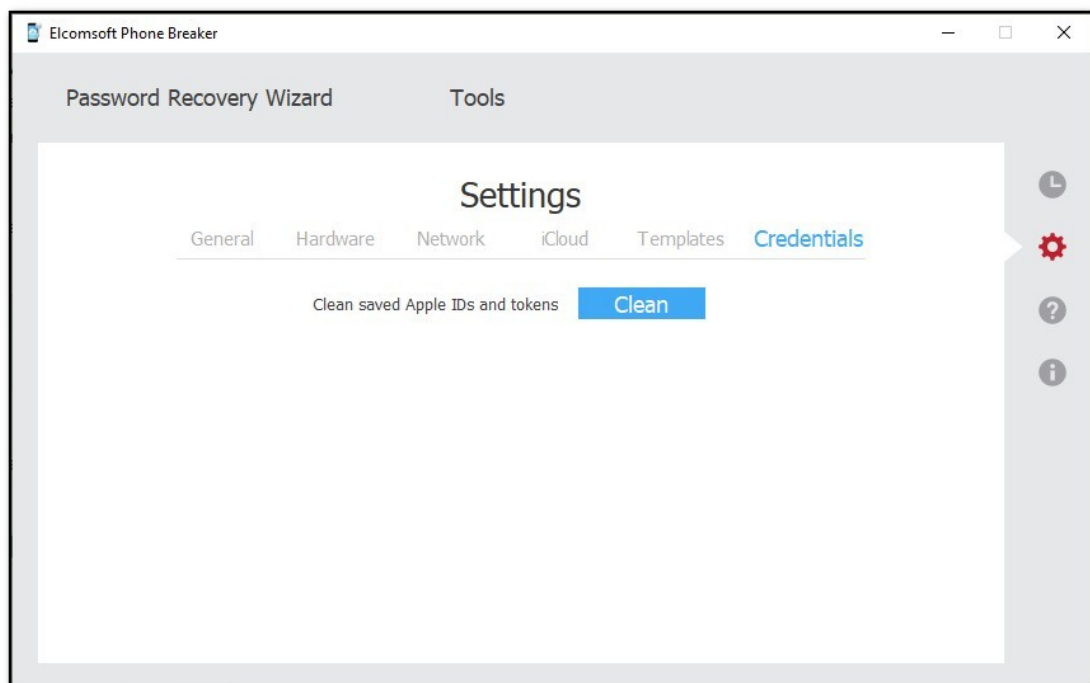 Elcomsoft Phone Breaker
Password Recovery Wizard Tools
Settings
General Hardware Network iCloud Templates Credentials
Clean saved Apple IDs and tokens Clean